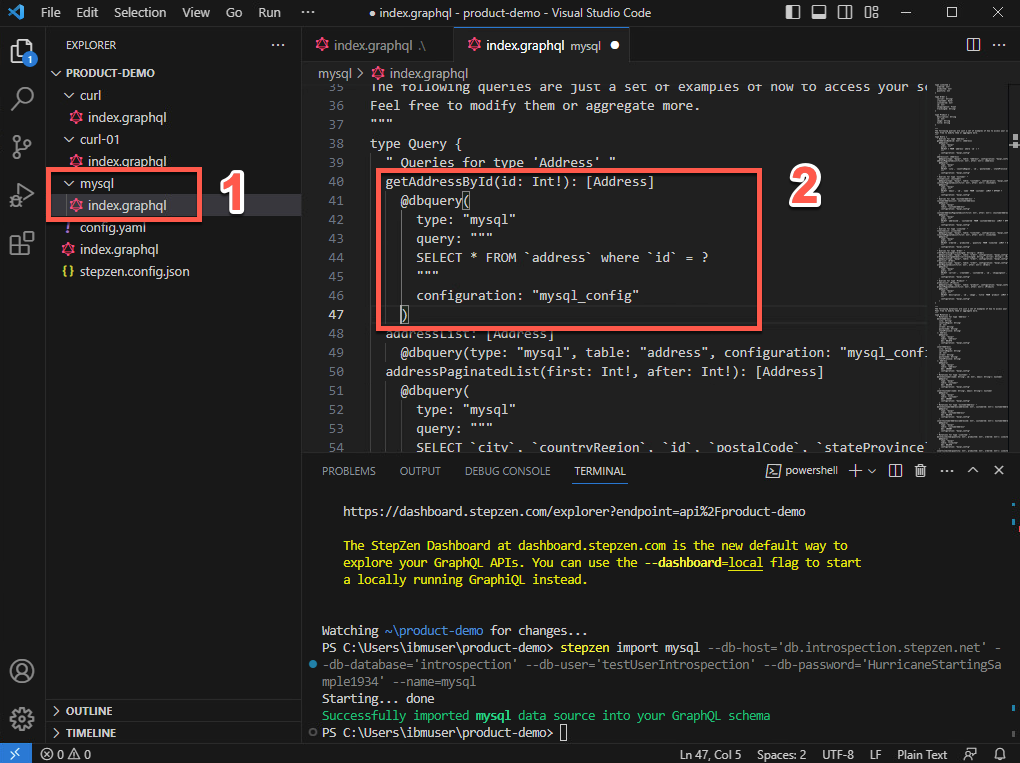 File Edit Selection View Go Run ··· ● index.graphql - product-demo - Visual Studio Code
EXPLORER ···
1
PRODUCT-DEMO
curl
index.graphql
curl-01
index.graphql
mysql
index.graphql
config.yaml
index.graphql
{} stepzen.config.json
OUTLINE
TIMELINE
1
index.graphql .\
index.graphql mysql ●
mysql > index.graphql
35 The following queries are just a set of examples of how to access your
36 Feel free to modify them or aggregate more.
37 """
38 type Query {
39 " Queries for type 'Address' "
40 getAddressById(id: Int!): [Address]
41 @dbquery(
42 type: "mysql"
43 query: """
44 SELECT * FROM `address` where `id` = ?
45 """
46 configuration: "mysql_config"
47 )
48 addressList: [Address]
49 @dbquery(type: "mysql", table: "address", configuration: "mysql_confi
50 addressPaginatedList(first: Int!, after: Int!): [Address]
51 @dbquery(
52 type: "mysql"
53 query: """
54 SELECT `city`, `countryRegion`, `id`, `postalCode`, `stateProvince`
2
PROBLEMS OUTPUT DEBUG CONSOLE TERMINAL powershell
https://dashboard.stepzen.com/explorer?endpoint=api%2Fproduct-demo
The StepZen Dashboard at dashboard.stepzen.com is the new default way to
explore your GraphQL APIs. You can use the --dashboard=local flag to start
a locally running GraphiQL instead.
Watching ~\product-demo for changes...
PS C:\Users\ibmuser\product-demo> stepzen import mysql --db-host='db.introspection.stepzen.net' -
-db-database='introspection' --db-user='testUserIntrospection' --db-password='HurricaneStartingSa
mple1934' --name=mysql
Starting... done
Successfully imported mysql data source into your GraphQL schema
PS C:\Users\ibmuser\product-demo>
0 0 Ln 47, Col 5 Spaces: 2 UTF-8 LF Plain Text